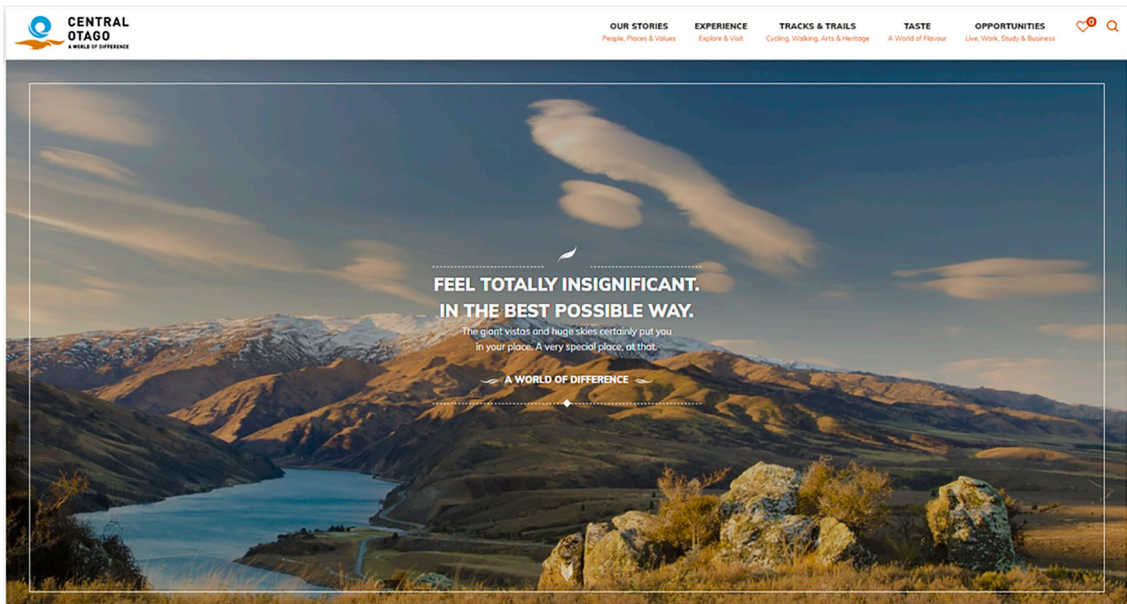 CENTRAL
OTAGO
A WORLD OF DIFFERENCE
OUR STORIES
People, Places & Values
EXPERIENCE
Explore & Visit
TRACKS & TRAILS
Cycling, Walking, Arts & Heritage
TASTE
A World of Flavour
OPPORTUNITIES
Live, Work, Study & Business
0
FEEL TOTALLY INSIGNIFICANT.
IN THE BEST POSSIBLE WAY.
The giant vistas and huge skies certainly put you
in your place. A very special place, at that.
A WORLD OF DIFFERENCE